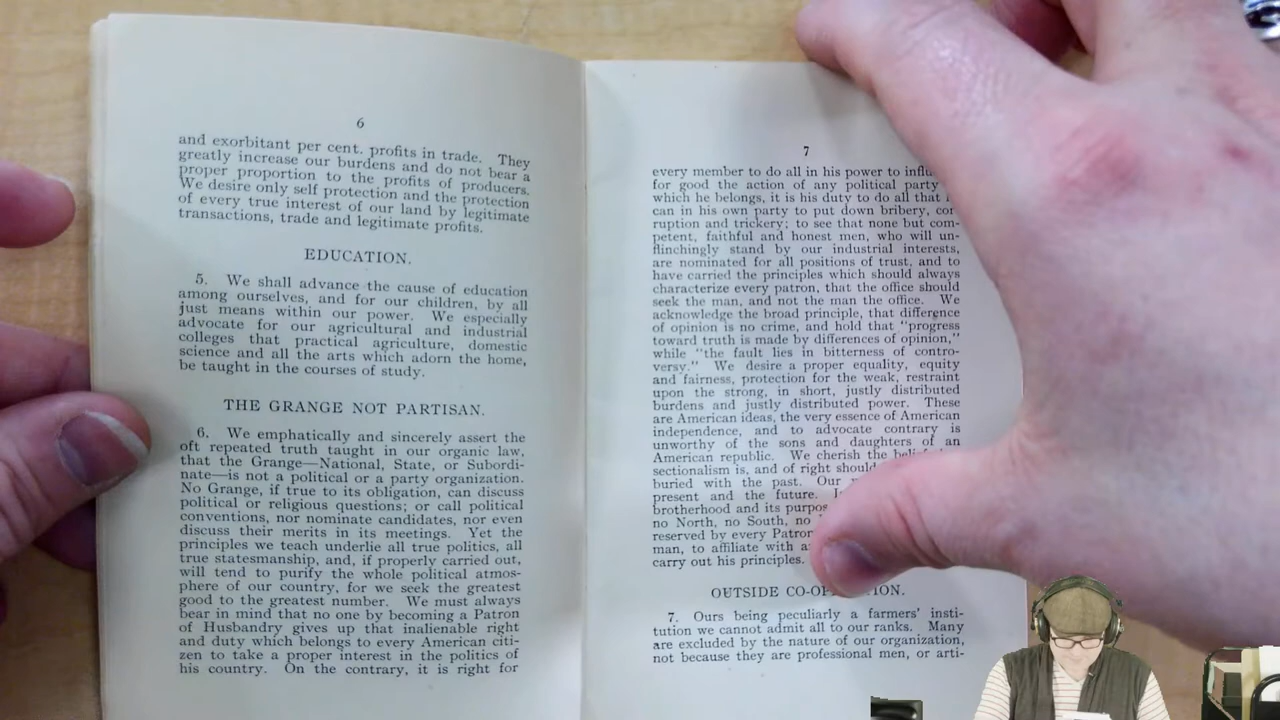 6
and exorbitant per cent. profits in trade. They
greatly increase our burdens and do not bear a
proper proportion to the profits of producers.
We desire only self protection and the protection
of every true interest of our land by legitimate
transactions, trade and legitimate profits.
EDUCATION.
5. We shall advance the cause of education
among ourselves, and for our children, by all
just means within our power. We especially
advocate for our agricultural and industrial
colleges that practical agriculture, domestic
science and all the arts which adorn the home,
be taught in the courses of study.
THE GRANGE NOT PARTISAN.
6. We emphatically and sincerely assert the
oft repeated truth taught in our organic law,
that the Grange—National, State, or Subordi-
nate—is not a political or a party organization.
No Grange, if true to its obligation, can discuss
political or religious questions; or call political
conventions, nor nominate candidates, nor even
discuss their merits in its meetings. Yet the
principles we teach underlie all true politics, all
true statesmanship, and, if properly carried out,
will tend to purify the whole political atmos-
phere of our country, for we seek the greatest
good to the greatest number. We must always
bear in mind that no one by becoming a Patron
of Husbandry gives up that inalienable right
and duty which belongs to every American citi-
zen to take a proper interest in the politics of
his country. On the contrary, it is right for
7
every member to do all in his power to
for good the action of any political party
which he belongs, it is his duty to do all that
can in his own party to put down bribery, cor
ruption and trickery; to see that none but com-
petent, faithful and honest men, who will un-
flinchingly stand by our industrial interests,
are nominated for all positions of trust, and to
have carried the principles which should always
characterize every patron, that the office should
seek the man, and not the man the office. We
acknowledge the broad principle, that difference
of opinion is no crime, and hold that "progress
toward truth is made by differences of opinion,"
while "the fault lies in bitterness of contro-
versy." We desire a proper equality, equity
and fairness, protection for the weak, restraint
upon the strong, in short, justly distributed
burdens and justly distributed power. These
are American ideas, the very essence of American
independence, and to advocate contrary is
unworthy of the sons and daughters of an
American republic. We cherish the
sectionalism is, and of right should
buried with the past. Our
present and the future.
brotherhood and its
no North, no South, no
reserved by every Patron
man, to affiliate with
carry out his principles.
OUTSIDE
7. Ours being peculiarly a farmers' insti-
tution we cannot admit all to our ranks. Many
are excluded by the nature of our organization,
not because they are professional men, or arti-